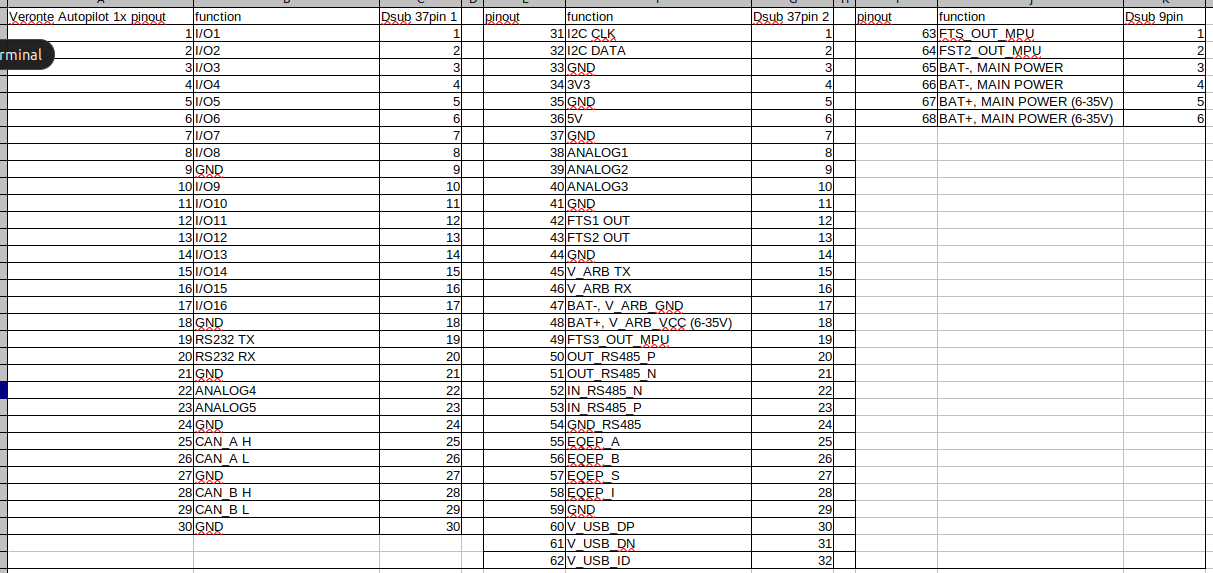 Veronte Autopilot 1x pinout function Dsub 37pin 1 pinout function Dsub 37pin 2 pinout function Dsub 9pin
1 I/O1 1 31 I2C CLK 1 63 FTS_OUT_MPU 1
rminal
2 I/O2 2 32 I2C DATA 2 64 FST2_OUT_MPU 2
3 I/O3 3 33 GND 3 65 BAT-, MAIN POWER 3
4 I/O4 4 34 3V3 4 66 BAT-, MAIN POWER 4
5 I/O5 5 35 GND 5 67 BAT+, MAIN POWER (6-35V) 5
6 I/O6 6 36 5V 6 68 BAT+, MAIN POWER (6-35V) 6
7 I/O7 7 37 GND 7
8 I/O8 8 38 ANALOG1 8
9 GND 9 39 ANALOG2 9
10 I/O9 10 40 ANALOG3 10
11 I/O10 11 41 GND 11
12 I/O11 12 42 FTS1 OUT 12
13 I/O12 13 43 FTS2 OUT 13
14 I/O13 14 44 GND 14
15 I/O14 15 45 V_ARB TX 15
16 I/O15 16 46 V_ARB RX 16
17 I/O16 17 47 BAT-, V_ARB_GND 17
18 GND 18 48 BAT+, V_ARB_VCC (6-35V) 18
19 RS232 TX 19 49 FTS3_OUT_MPU 19
20 RS232 RX 20 50 OUT_RS485_P 20
21 GND 21 51 OUT_RS485_N 21
22 ANALOG4 22 52 IN_RS485_N 22
23 ANALOG5 23 53 IN_RS485_P 23
24 GND 24 54 GND_RS485 24
25 CAN_A H 25 55 EQEP_A 25
26 CAN_A L 26 56 EQEP_B 26
27 GND 27 57 EQEP_S 27
28 CAN_B H 28 58 EQEP_I 28
29 CAN_B L 29 59 GND 29
30 GND 30 60 V_USB_DP 30
61 V_USB_DN 31
62 V_USB_ID 32